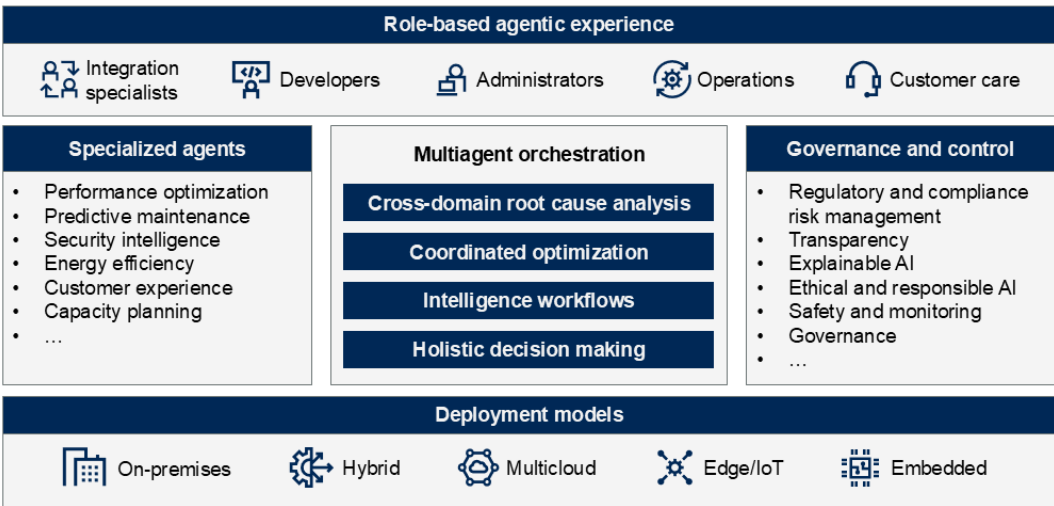 Role-based agentic experience
Integration
specialists
Developers
Administrators
Operations
Customer care
Specialized agents
• Performance optimization
• Predictive maintenance
• Security intelligence
• Energy efficiency
• Customer experience
• Capacity planning
• …
Multiagent orchestration
Cross-domain root cause analysis
Coordinated optimization
Intelligence workflows
Holistic decision making
Governance and control
• Regulatory and compliance
risk management
• Transparency
• Explainable AI
• Ethical and responsible AI
• Safety and monitoring
• Governance
• …
Deployment models
On-premises
Hybrid
Multicloud
Edge/IoT
Embedded